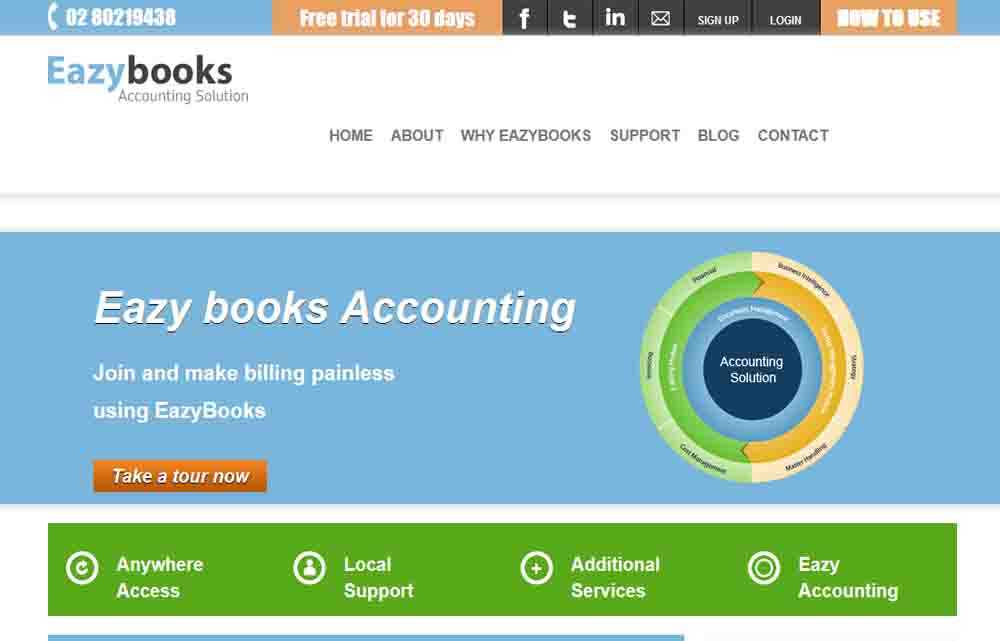 02 80219438
Free trial for 30 days
SIGN UP
LOGIN
HOW TO USE
Eazybooks
Accounting Solution
HOME
ABOUT
WHY EAZYBOOKS
SUPPORT
BLOG
CONTACT
Eazy books Accounting
Join and make billing painless
using EazyBooks
Take a tour now
Financial
Business Intelligence
Strategy
Master Handling
Cost Management
Document Management
Accounting
Solution
Anywhere
Access
Local
Support
Additional
Services
Eazy
Accounting